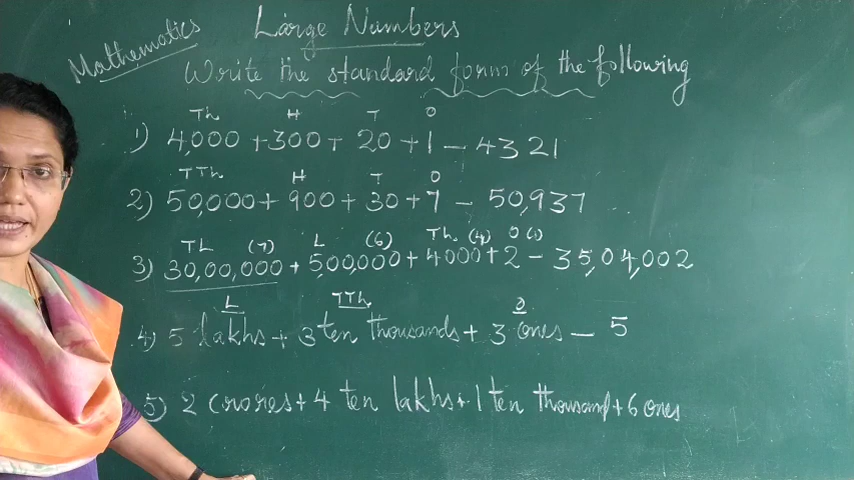 Mathematics
Large Numbers
Write the standard form of the following
Th H T O
1) 4,000 + 300 + 20 + 1 - 4321
TTh H T O
2) 50,000 + 900 + 30 + 7 - 50,937
TL (7) L (6) Th (4) O (1)
3) 30,00,000 + 5,00,000 + 4000 + 2 - 35,04,002
L TTh O
4) 5 lakhs + 3 ten thousands + 3 ones - 5
5) 2 Crores + 4 ten lakhs + 1 ten thousand + 6 ones